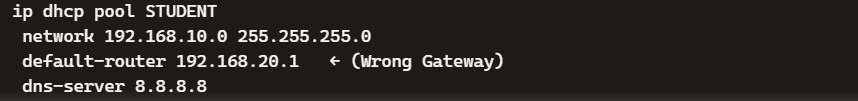 ip dhcp pool STUDENT
network 192.168.10.0 255.255.255.0
default-router 192.168.20.1 ← (Wrong Gateway)
dns-server 8.8.8.8